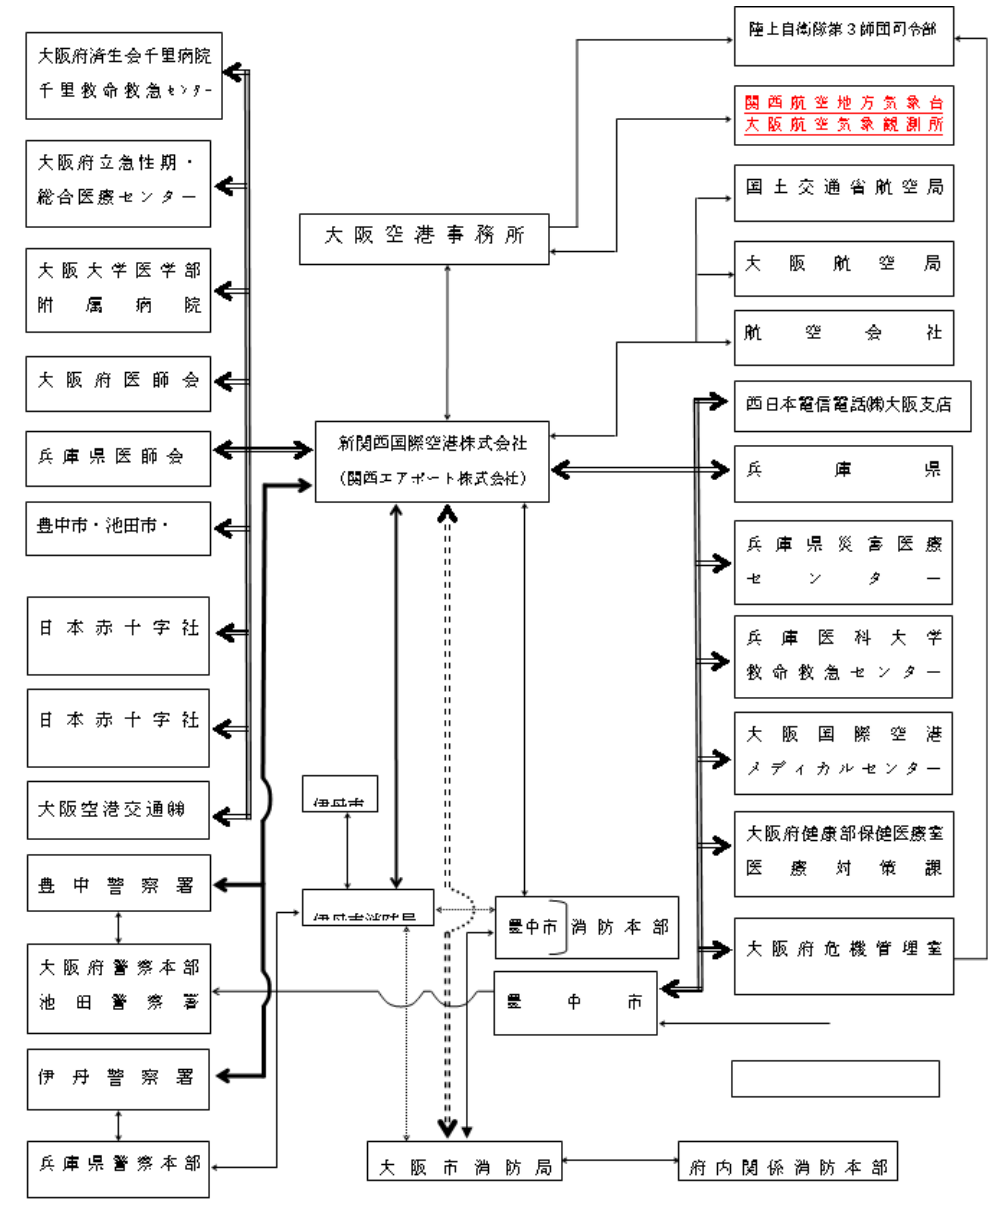 陸上自衛隊第3師団司令部
大阪府済生会千里病院
千里救命救急センター
関西航空地方気象台
大阪航空気象観測所
大阪府立急性期・
総合医療センター
国土交通省航空局
大阪空港事務所
大阪大学医学部
附属病院
大阪航空局
航空会社
大阪府医師会
西日本電信電話㈱大阪支店
新関西国際空港株式会社
(関西エアポート株式会社)
兵庫県医師会
兵庫県
豊中市・池田市・
兵庫県災害医療
センター
日本赤十字社
兵庫医科大学
救命救急センター
日本赤十字社
大阪国際空港
メディカルセンター
大阪空港交通㈱
伊丹市
大阪府健康部保健医療室
医療対策課
豊中警察署
伊丹市消防局
豊中市消防本部
大阪府危機管理室
大阪府警察本部
池田警察署
豊中市
伊丹警察署
兵庫県警察本部
大阪市消防局
府内関係消防本部